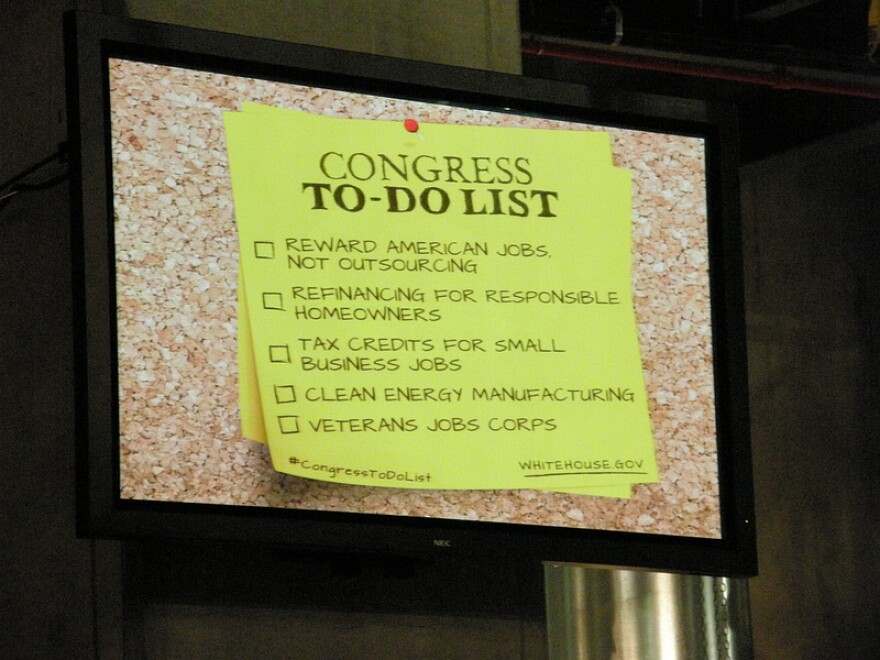 CONGRESS
TO-DO LIST
REWARD AMERICAN JOBS,
NOT OUTSOURCING
REFINANCING FOR RESPONSIBLE
HOMEOWNERS
TAX CREDITS FOR SMALL
BUSINESS JOBS
CLEAN ENERGY MANUFACTURING
VETERANS JOBS CORPS
#CongressToDoList
WHITEHOUSE.GOV
NEC